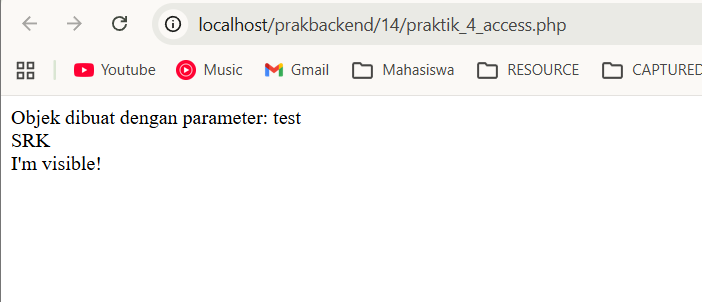 localhost/prakbackend/14/praktik_4_access.php
Youtube Music Gmail Mahasiswa RESOURCE CAPTURED
Objek dibuat dengan parameter: test
SRK
I'm visible!